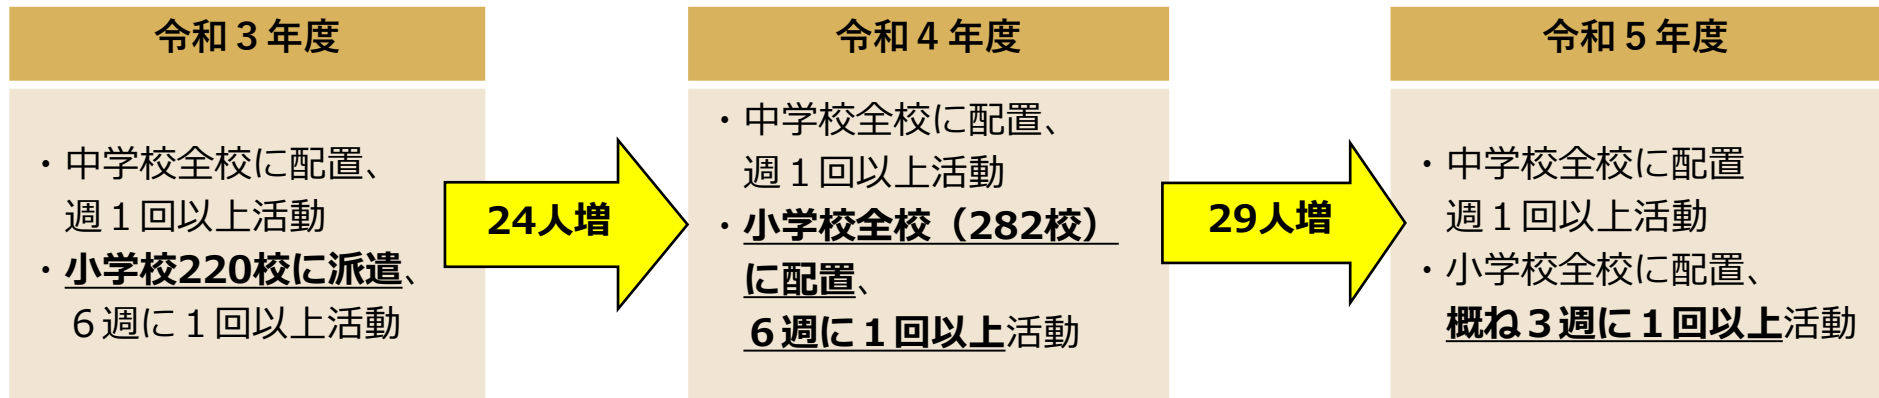 令和３年度
・中学校全校に配置、
週１回以上活動
・小学校220校に派遣、
６週に１回以上活動
24人増
令和４年度
・中学校全校に配置、
週１回以上活動
・小学校全校（282校）
に配置、
６週に１回以上活動
29人増
令和５年度
・中学校全校に配置
週１回以上活動
・小学校全校に配置、
概ね３週に１回以上活動